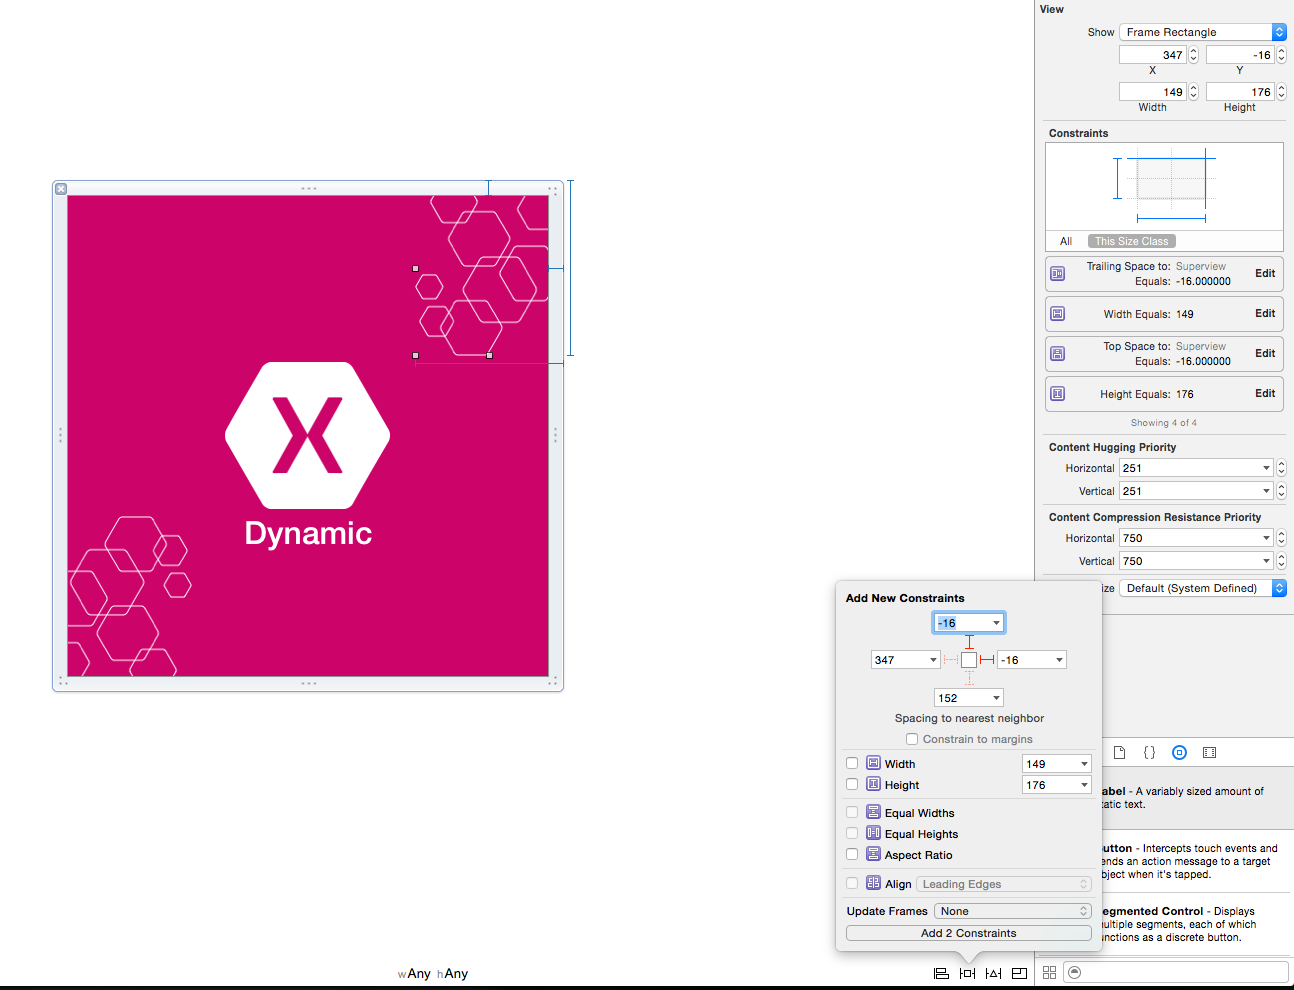 View
Show Frame Rectangle
347 -16
X Y
149 176
Width Height
Constraints
All This Size Class
Trailing Space to: Superview
Equals: -16.000000
Edit
Width Equals: 149 Edit
Top Space to: Superview
Equals: -16.000000
Edit
Height Equals: 176 Edit
Showing 4 of 4
Content Hugging Priority
Horizontal 251
Vertical 251
Content Compression Resistance Priority
Horizontal 750
Vertical 750
ize Default (System Defined)
X
Dynamic
Add New Constraints
-16
347 -16
152
Spacing to nearest neighbor
Constrain to margins
Width 149
Height 176
Equal Widths
Equal Heights
Aspect Ratio
Align Leading Edges
Update Frames None
Add 2 Constraints
{}
abel - A variably sized amount of
tatic text.
utton - Intercepts touch events and
ends an action message to a target
bject when it's tapped.
egmented Control - Displays
ultiple segments, each of which
unctions as a discrete button.
wAny hAny